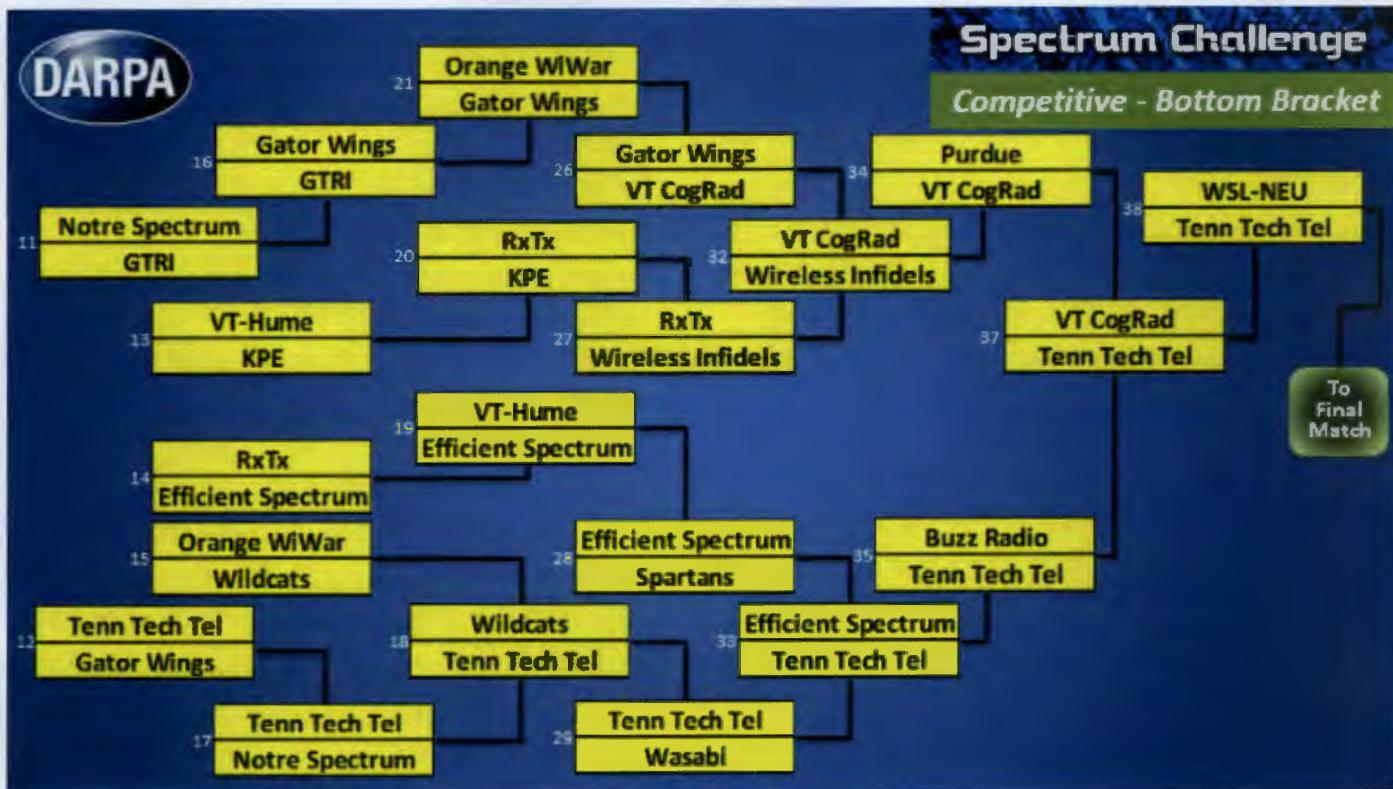 DARPA
Spectrum Challenge
Competitive - Bottom Bracket
21
Orange WiWar
Gator Wings
16
Gator Wings
GTRI
11
Notre Spectrum
GTRI
26
Gator Wings
VT CogRad
34
Purdue
VT CogRad
38
WSL-NEU
Tenn Tech Tel
20
RxTx
KPE
32
VT CogRad
Wireless Infidels
13
VT-Hume
KPE
27
RxTx
Wireless Infidels
37
VT CogRad
Tenn Tech Tel
To
Final
Match
19
VT-Hume
Efficient Spectrum
14
RxTx
Efficient Spectrum
15
Orange WiWar
Wildcats
28
Efficient Spectrum
Spartans
35
Buzz Radio
Tenn Tech Tel
12
Tenn Tech Tel
Gator Wings
18
Wildcats
Tenn Tech Tel
33
Efficient Spectrum
Tenn Tech Tel
17
Tenn Tech Tel
Notre Spectrum
29
Tenn Tech Tel
Wasabi